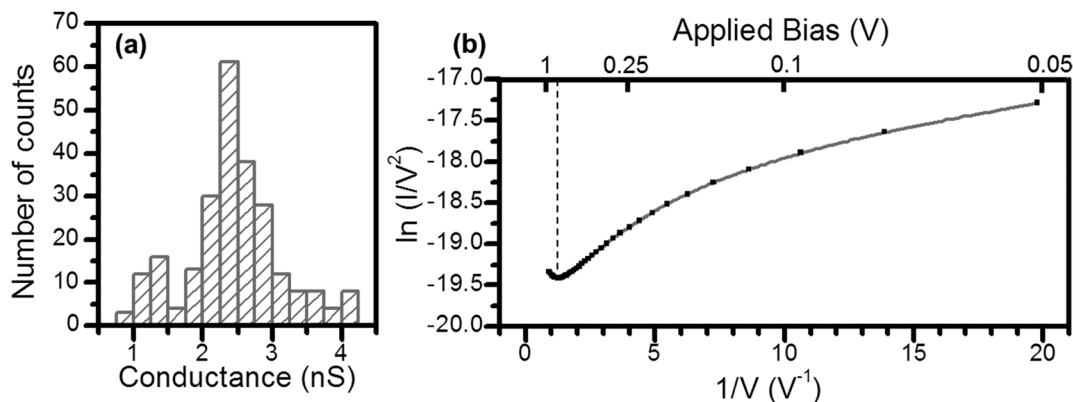 (a)
Number of counts
70
60
50
40
30
20
10
0
1 2 3 4
Conductance (nS)
(b)
Applied Bias (V)
1 0.25 0.1 0.05
ln (I/V²)
-17.0
-17.5
-18.0
-18.5
-19.0
-19.5
-20.0
0 5 10 15 20
1/V (V⁻¹)